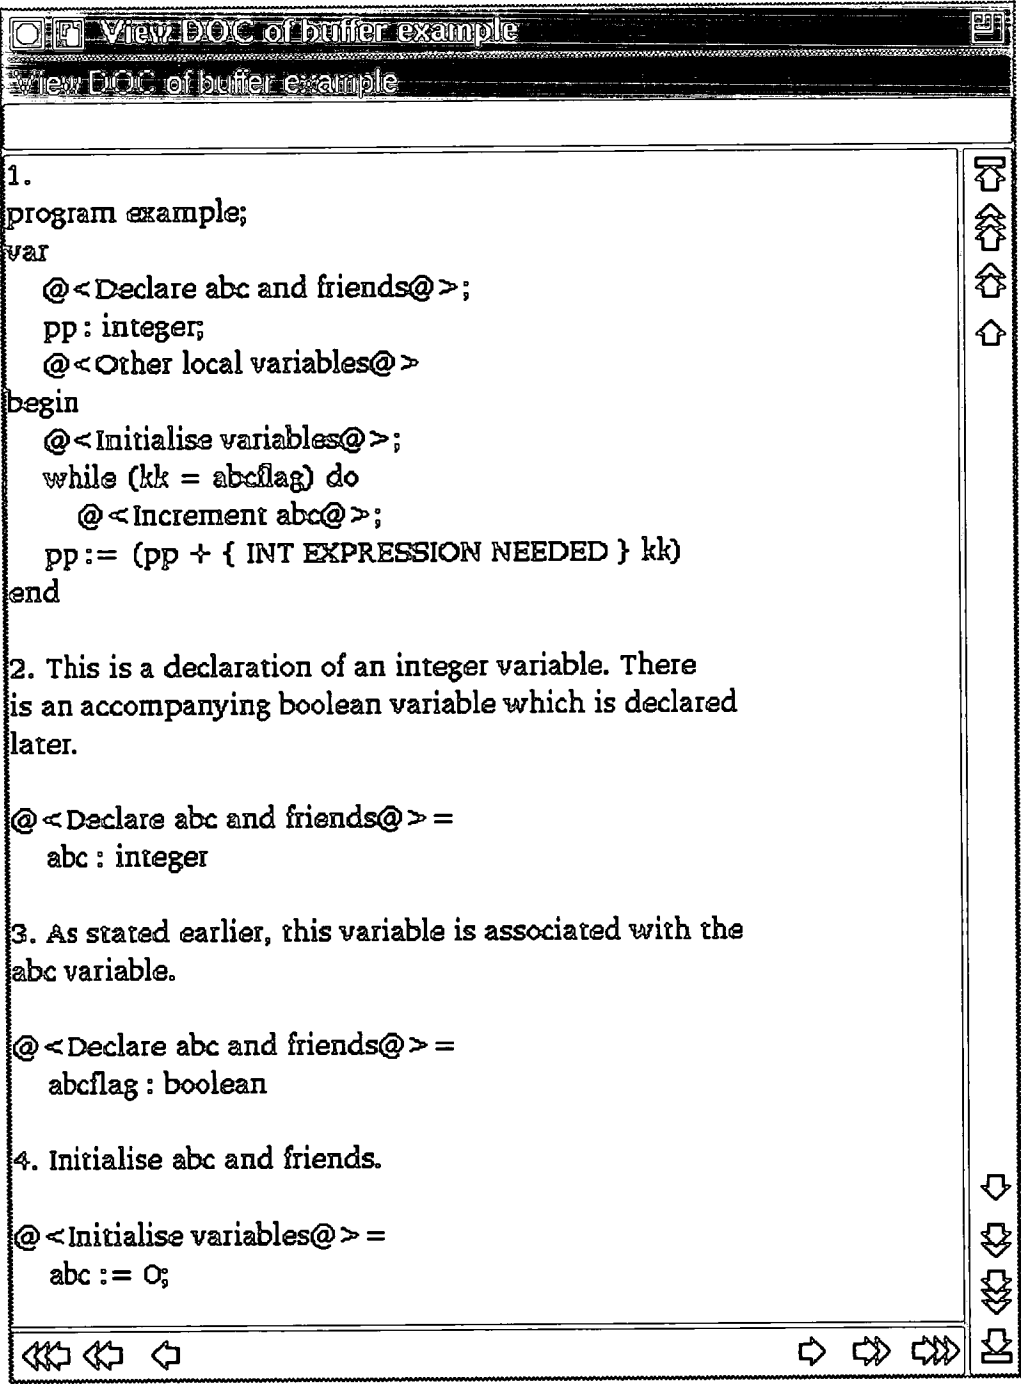 View DOC of buffer example
View DOC of buffer example
1.
program example;
var
@<Declare abc and friends@>;
pp : integer;
@<Other local variables@>
begin
@<Initialise variables@>;
while (kk = abcflag) do
@<Increment abc@>;
pp := (pp + { INT EXPRESSION NEEDED } kk)
end
2. This is a declaration of an integer variable. There
is an accompanying boolean variable which is declared
later.
@<Declare abc and friends@> =
abc : integer
3. As stated earlier, this variable is associated with the
abc variable.
@<Declare abc and friends@> =
abcflag : boolean
4. Initialise abc and friends.
@<Initialise variables@> =
abc := 0;